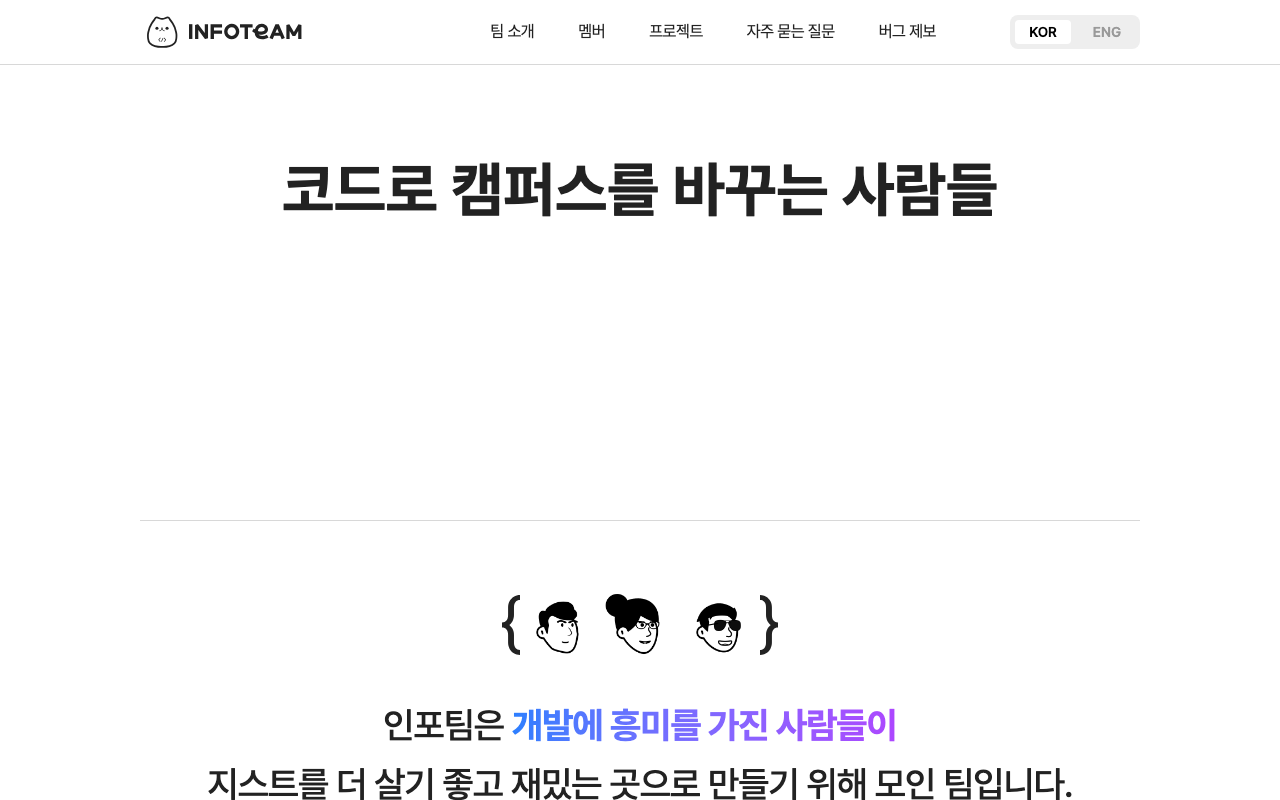 INFOTEAM
팀 소개
멤버
프로젝트
자주 묻는 질문
버그 제보
KOR
ENG
코드로 캠퍼스를 바꾸는 사람들
{ }
인포팀은 개발에 흥미를 가진 사람들이
지스트를 더 살기 좋고 재밌는 곳으로 만들기 위해 모인 팀입니다.